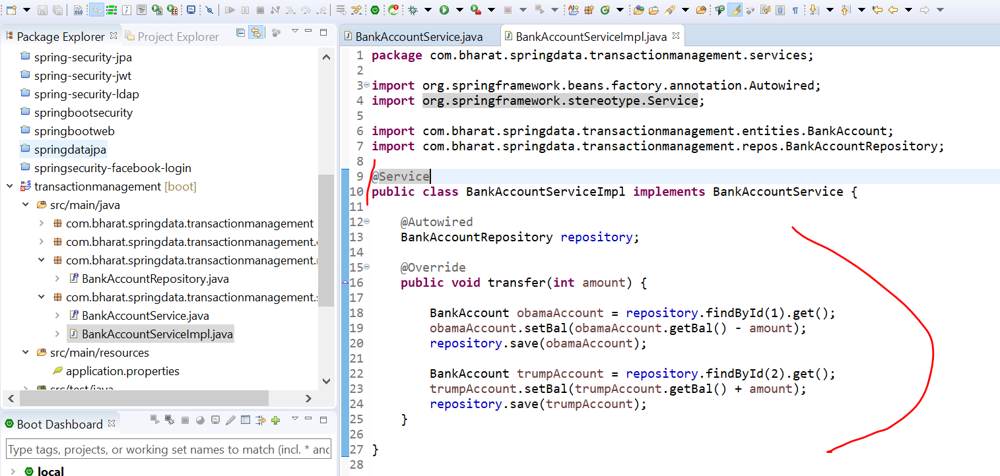 Package Explorer
Project Explorer
spring-security-jpa
spring-security-jwt
spring-security-ldap
springbootsecurity
springbootweb
springdatajpa
springsecurity-facebook-login
transactionmanagement [boot]
src/main/java
com.bharat.springdata.transactionmanagement
com.bharat.springdata.transactionmanagement.
com.bharat.springdata.transactionmanagement.
BankAccountRepository.java
com.bharat.springdata.transactionmanagement.
BankAccountService.java
BankAccountServiceImpl.java
src/main/resources
application.properties
src/test/java
Boot Dashboard
Type tags, projects, or working set names to match (incl. * and
local
BankAccountService.java
BankAccountServiceImpl.java
1 package com.bharat.springdata.transactionmanagement.services;
2
3 import org.springframework.beans.factory.annotation.Autowired;
4 import org.springframework.stereotype.Service;
5
6 import com.bharat.springdata.transactionmanagement.entities.BankAccount;
7 import com.bharat.springdata.transactionmanagement.repos.BankAccountRepository;
8
9 @Service
10 public class BankAccountServiceImpl implements BankAccountService {
11
12 @Autowired
13 BankAccountRepository repository;
14
15 @Override
16 public void transfer(int amount) {
17
18 BankAccount obamaAccount = repository.findById(1).get();
19 obamaAccount.setBal(obamaAccount.getBal() - amount);
20 repository.save(obamaAccount);
21
22 BankAccount trumpAccount = repository.findById(2).get();
23 trumpAccount.setBal(trumpAccount.getBal() + amount);
24 repository.save(trumpAccount);
25 }
26
27 }
28